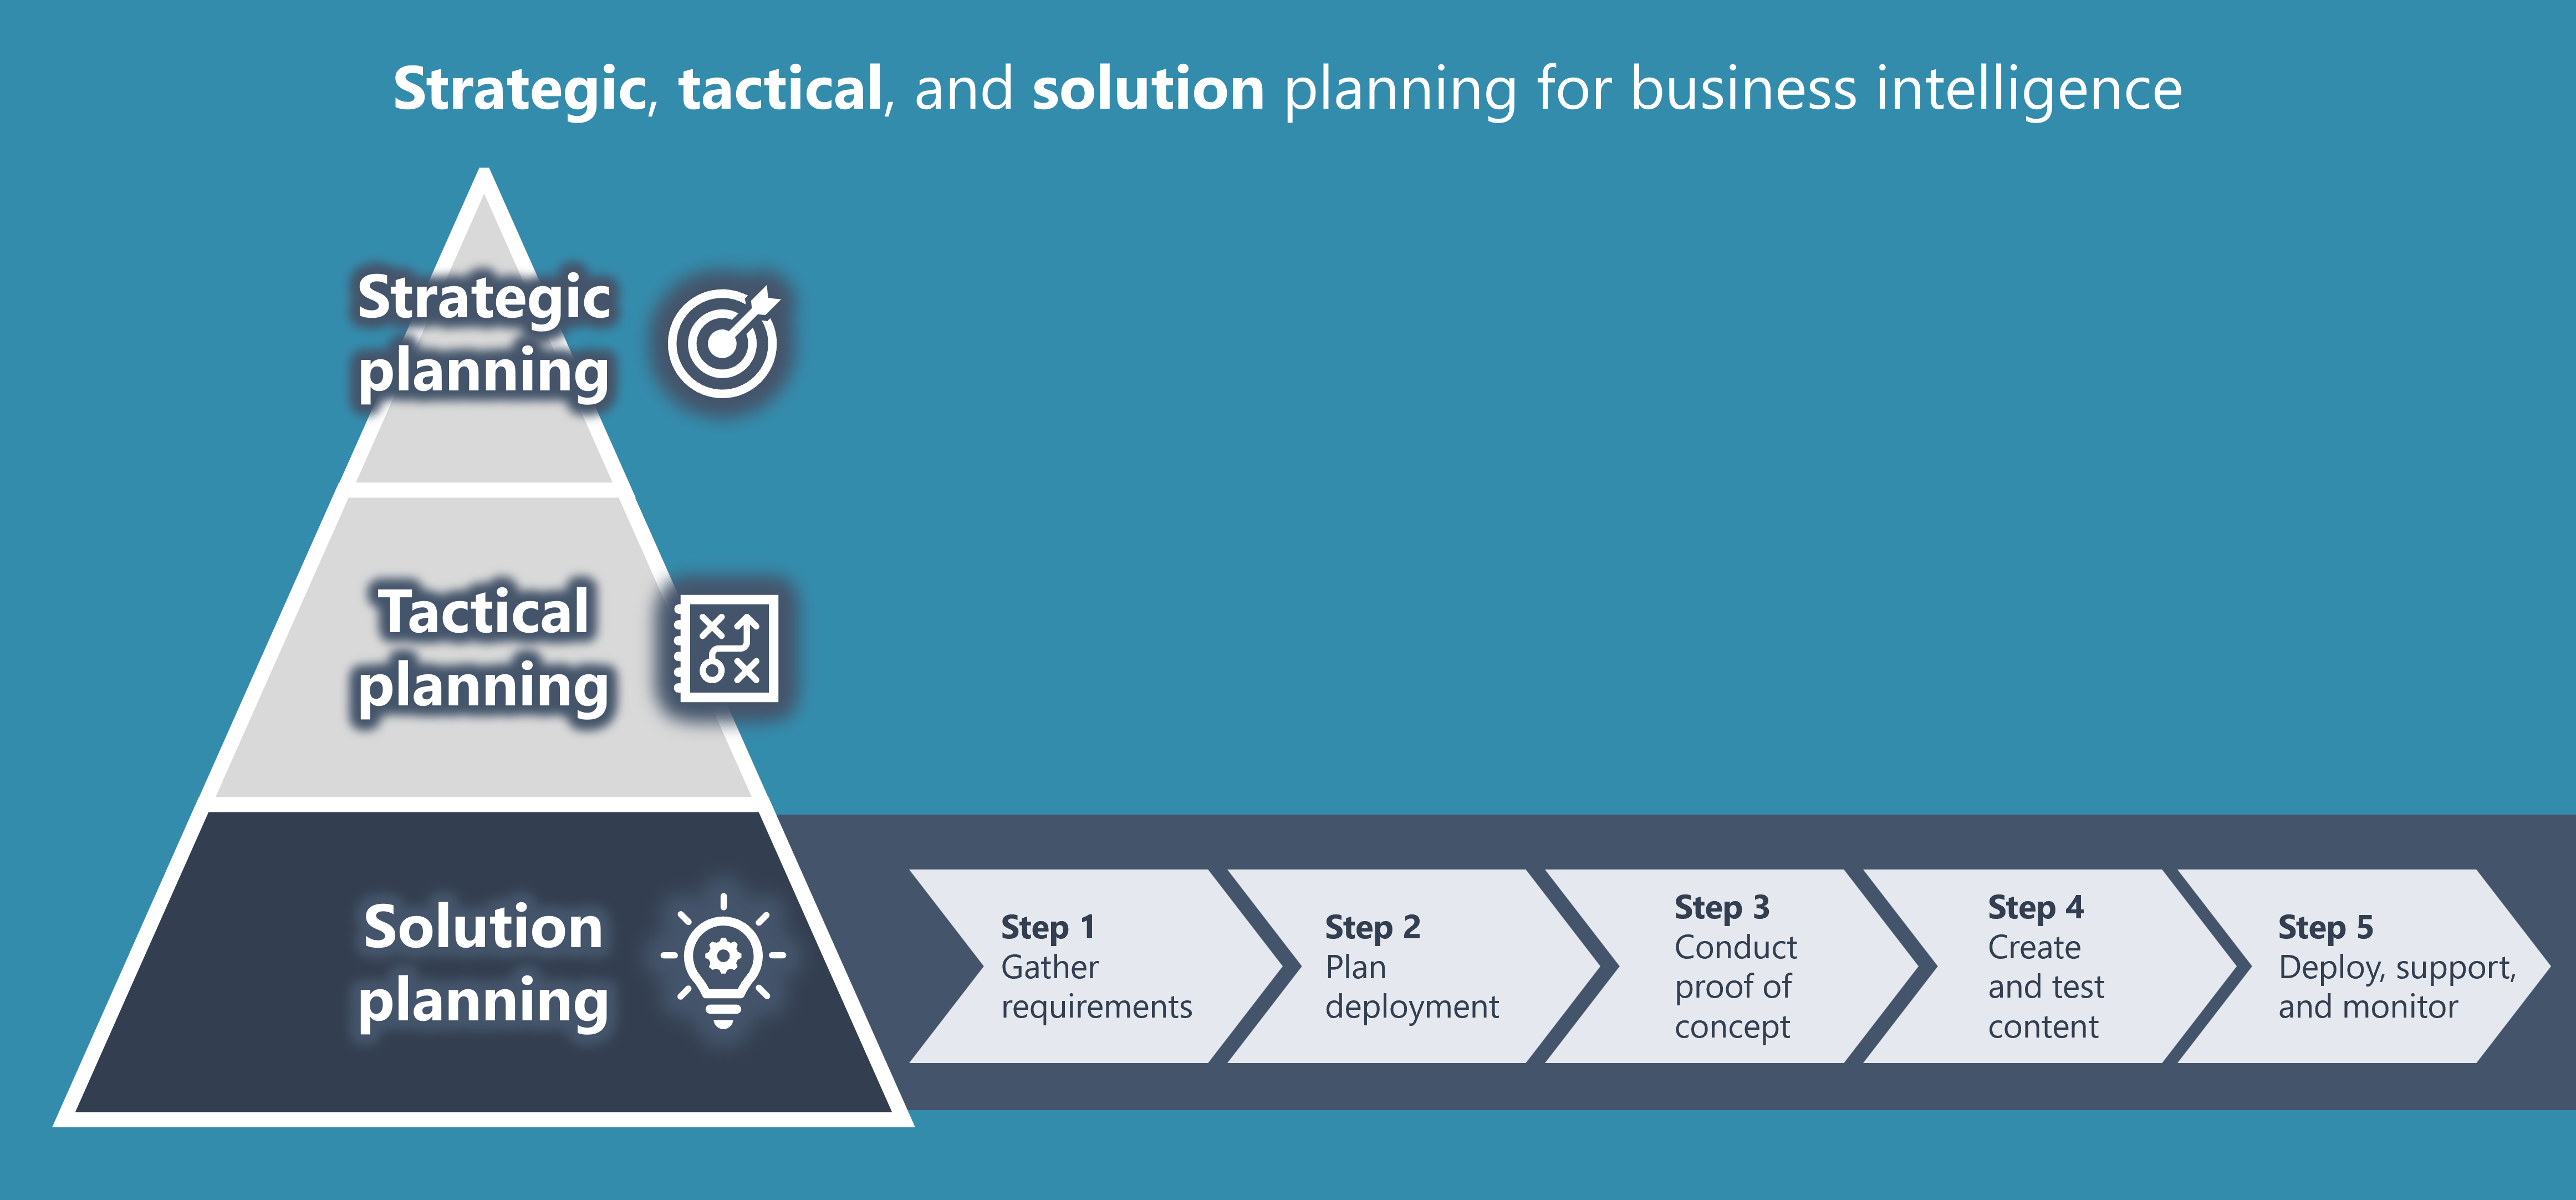 Strategic, tactical, and solution planning for business intelligence
Strategic
planning
Tactical
planning
Solution
planning
Step 1
Gather
requirements
Step 2
Plan
deployment
Step 3
Conduct
proof of
concept
Step 4
Create
and test
content
Step 5
Deploy, support,
and monitor